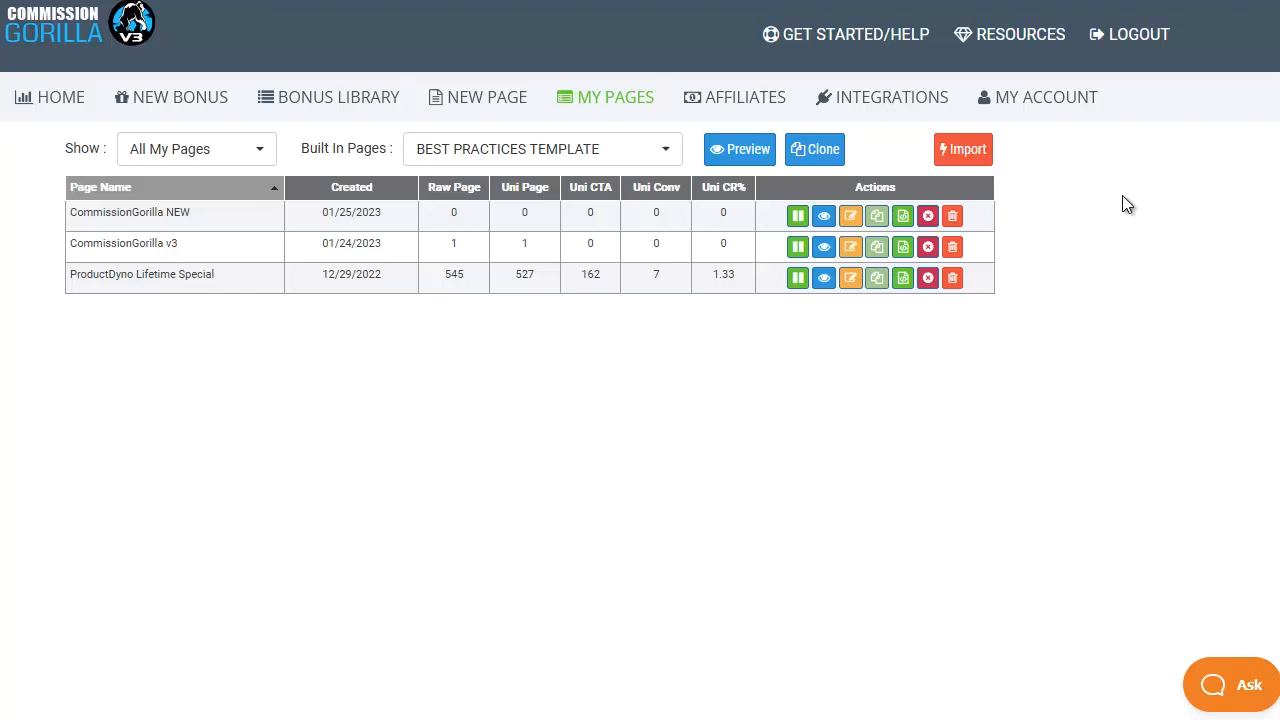 COMMISSION
GORILLA V3
GET STARTED/HELP RESOURCES LOGOUT
HOME NEW BONUS BONUS LIBRARY NEW PAGE MY PAGES AFFILIATES INTEGRATIONS MY ACCOUNT
Show : All My Pages Built In Pages : BEST PRACTICES TEMPLATE Preview Clone Import
Page Name Created Raw Page Uni Page Uni CTA Uni Conv Uni CR% Actions
CommissionGorilla NEW 01/25/2023 0 0 0 0 0
CommissionGorilla v3 01/24/2023 1 1 0 0 0
ProductDyno Lifetime Special 12/29/2022 545 527 162 7 1.33
Ask